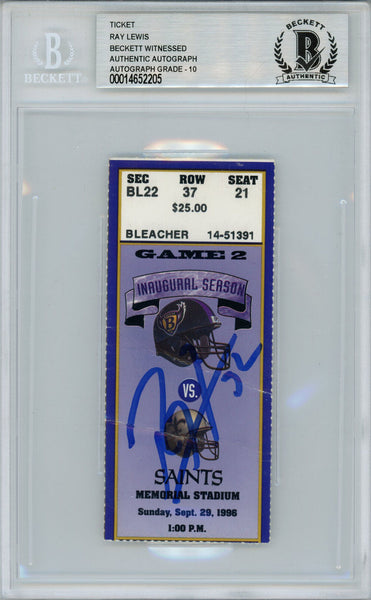 TICKET
RAY LEWIS
BECKETT WITNESSED
AUTHENTIC AUTOGRAPH
AUTOGRAPH GRADE - 10
00014652205
B
BECKETT
BECKETT
B
AUTHENTIC
SEC ROW SEAT
BL22 37 21
$25.00
BLEACHER 14-51391
GAME 2
INAUGURAL SEASON
B
VS.
52
SAINTS
MEMORIAL STADIUM
Sunday, Sept. 29, 1996
1:00 P.M.